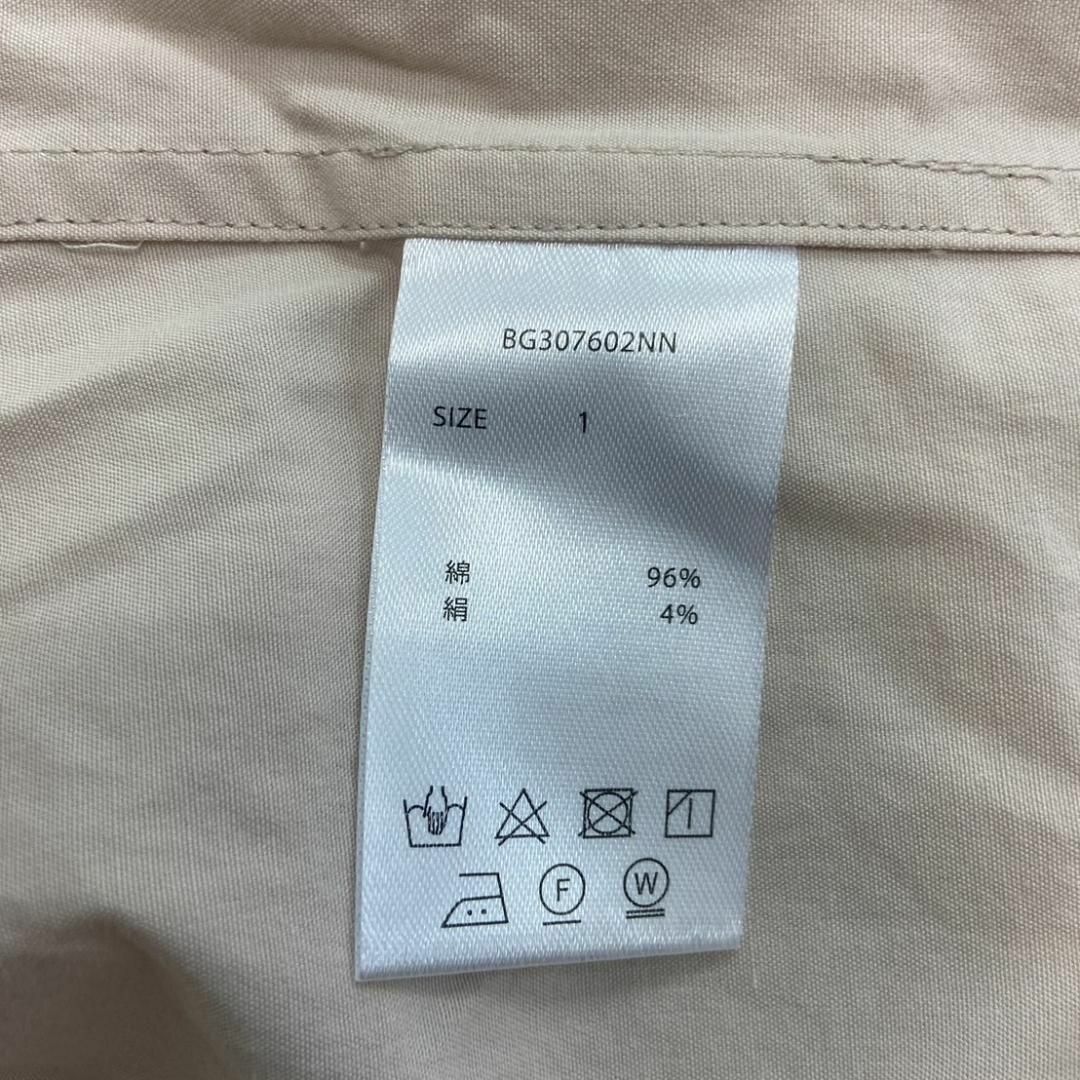 BG307602NN
SIZE 1
綿 96%
絹 4%
F W